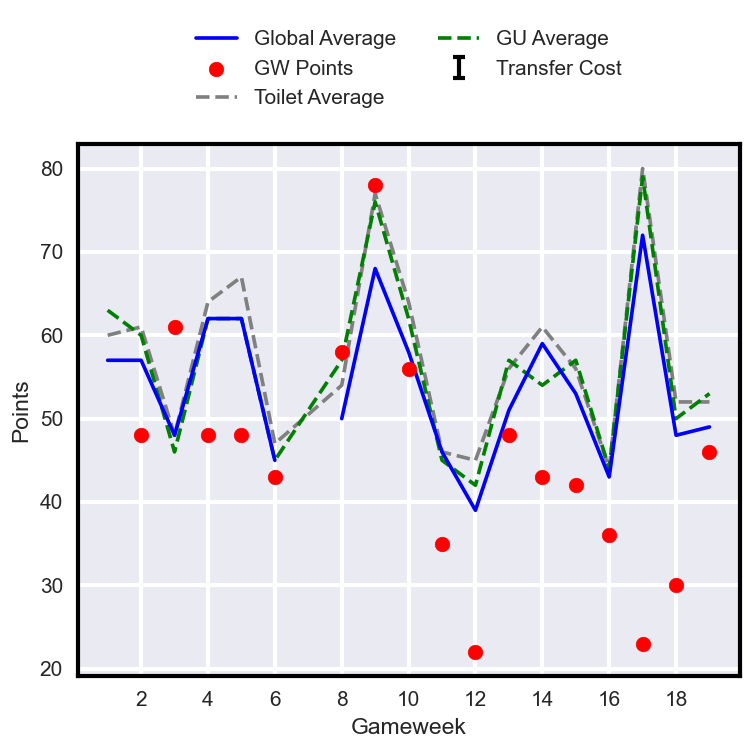 Global Average
GW Points
Toilet Average
GU Average
Transfer Cost
80
70
60
50
40
30
20
Points
2 4 6 8 10 12 14 16 18
Gameweek